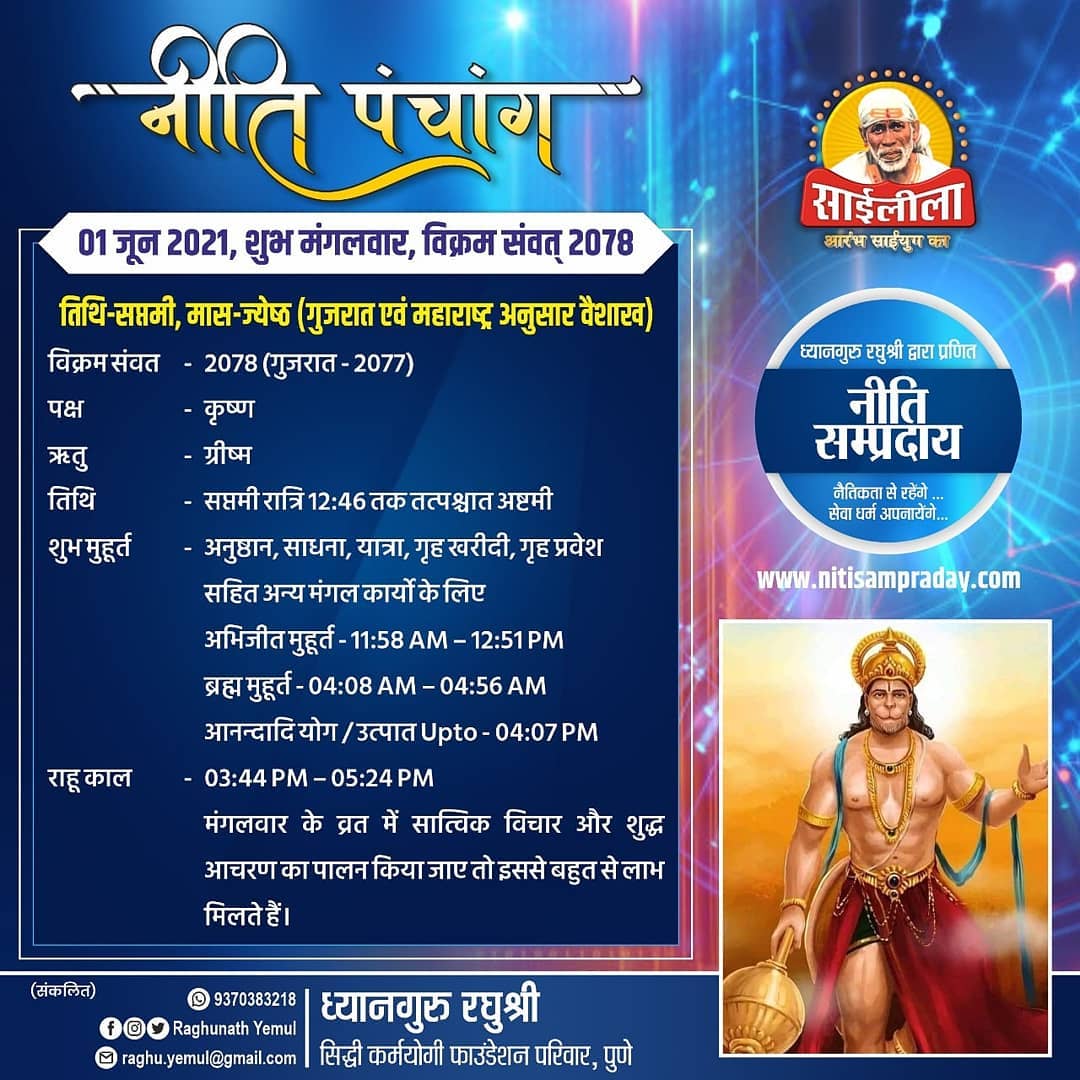 नीति पंचांग
साईलीला
आरंभ साईयुग का
01 जून 2021, शुभ मंगलवार, विक्रम संवत् 2078
तिथि-सप्तमी, मास-ज्येष्ठ (गुजरात एवं महाराष्ट्र अनुसार वैशाख)
विक्रम संवत - 2078 (गुजरात - 2077)
पक्ष - कृष्ण
ऋतु - ग्रीष्म
तिथि - सप्तमी रात्रि 12:46 तक तत्पश्चात अष्टमी
शुभ मुहूर्त - अनुष्ठान, साधना, यात्रा, गृह खरीदी, गृह प्रवेश
सहित अन्य मंगल कार्यो के लिए
अभिजीत मुहूर्त - 11:58 AM – 12:51 PM
ब्रह्म मुहूर्त - 04:08 AM – 04:56 AM
आनन्दादि योग / उत्पात Upto - 04:07 PM
राहू काल - 03:44 PM – 05:24 PM
मंगलवार के व्रत में सात्विक विचार और शुद्ध
आचरण का पालन किया जाए तो इससे बहुत से लाभ
मिलते हैं।
ध्यानगुरु रघुश्री द्वारा प्रणित
नीति
सम्प्रदाय
नैतिकता से रहेंगे ...
सेवा धर्म अपनायेंगे...
www.nitisampraday.com
(संकलित)
9370383218
Raghunath Yemul
raghu.yemul@gmail.com
ध्यानगुरु रघुश्री
सिद्धी कर्मयोगी फाउंडेशन परिवार, पुणे